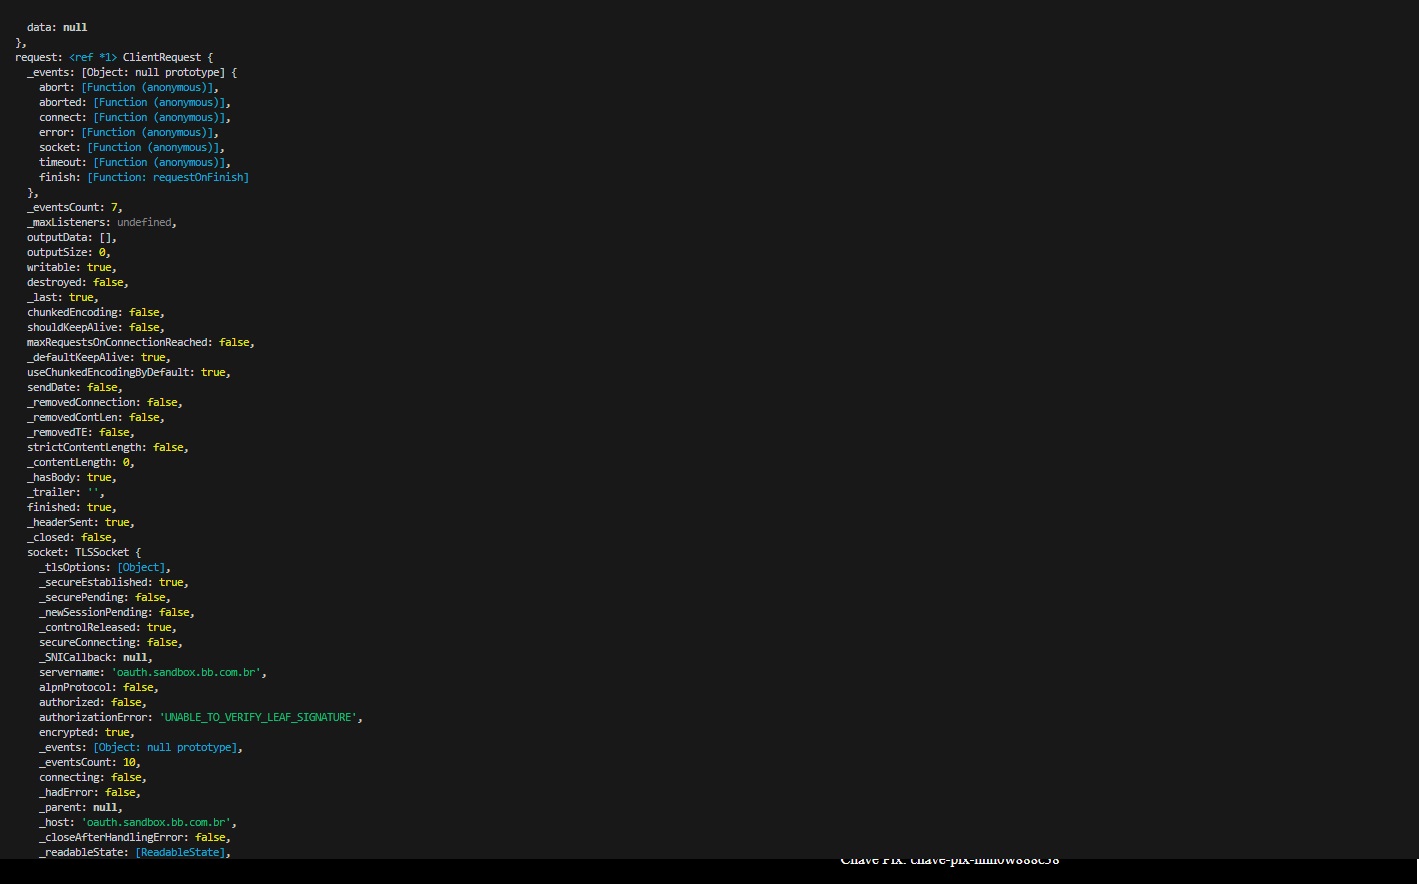 data: null
},
request: <ref *1> ClientRequest {
_events: [Object: null prototype] {
abort: [Function (anonymous)],
aborted: [Function (anonymous)],
connect: [Function (anonymous)],
error: [Function (anonymous)],
socket: [Function (anonymous)],
timeout: [Function (anonymous)],
finish: [Function: requestOnFinish]
},
_eventsCount: 7,
_maxListeners: undefined,
outputData: [],
outputSize: 0,
writable: true,
destroyed: false,
_last: true,
chunkedEncoding: false,
shouldKeepAlive: false,
maxRequestsOnConnectionReached: false,
_defaultKeepAlive: true,
useChunkedEncodingByDefault: true,
sendDate: false,
_removedConnection: false,
_removedContLen: false,
_removedTE: false,
strictContentLength: false,
_contentLength: 0,
_hasBody: true,
_trailer: '',
finished: true,
_headerSent: true,
_closed: false,
socket: TLSSocket {
_tlsOptions: [Object],
_secureEstablished: true,
_securePending: false,
_newSessionPending: false,
_controlReleased: true,
secureConnecting: false,
_SNICallback: null,
servername: 'oauth.sandbox.bb.com.br',
alpnProtocol: false,
authorized: false,
authorizationError: 'UNABLE_TO_VERIFY_LEAF_SIGNATURE',
encrypted: true,
_events: [Object: null prototype],
_eventsCount: 10,
connecting: false,
_hadError: false,
_parent: null,
_host: 'oauth.sandbox.bb.com.br',
_closeAfterHandlingError: false,
_readableState: [ReadableState],
Chave Pix: